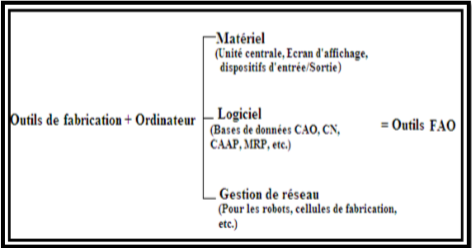 Matériel
(Unité centrale, Ecran d'affichage,
dispositifs d'entrée/Sortie)
Outils de fabrication + Ordinateur
Logiciel
(Bases de données CAO, CN,
CAAP, MRP, etc.)
= Outils FAO
Gestion de réseau
(Pour les robots, cellules de fabrication,
etc.)